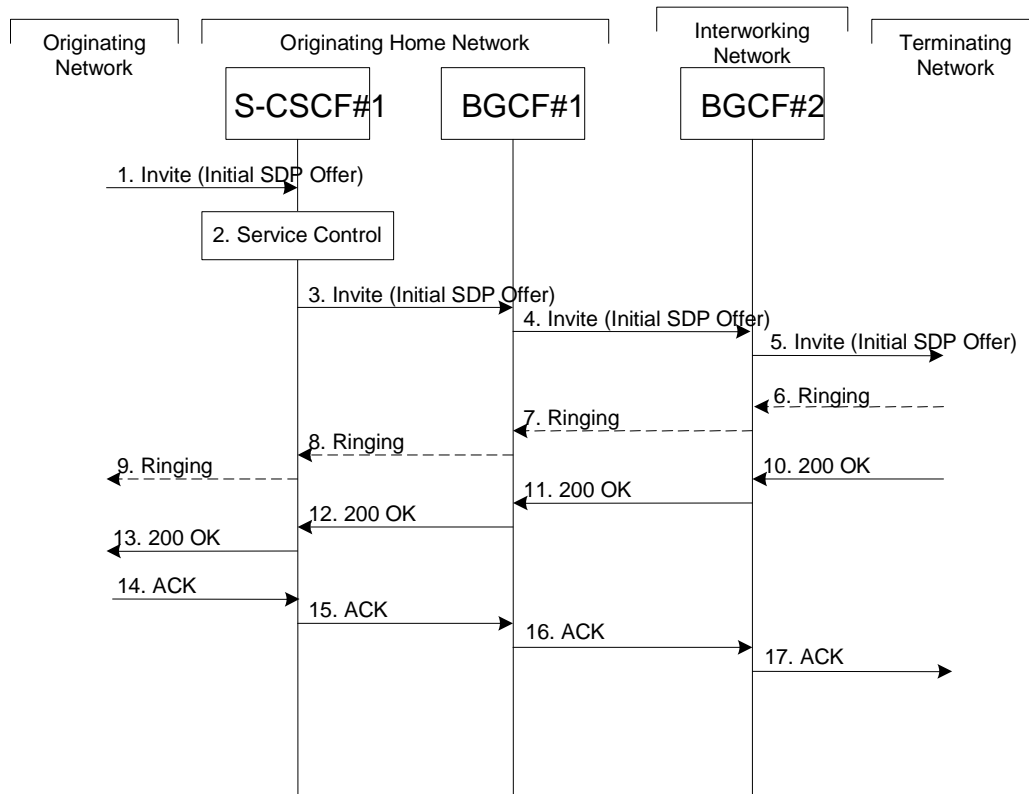 Originating
Network
Originating Home Network
Interworking
Network
Terminating
Network
S-CSCF#1
BGCF#1
BGCF#2
1. Invite (Initial SDP Offer)
2. Service Control
3. Invite (Initial SDP Offer)
4. Invite (Initial SDP Offer)
5. Invite (Initial SDP Offer)
6. Ringing
7. Ringing
8. Ringing
9. Ringing
10. 200 OK
11. 200 OK
12. 200 OK
13. 200 OK
14. ACK
15. ACK
16. ACK
17. ACK